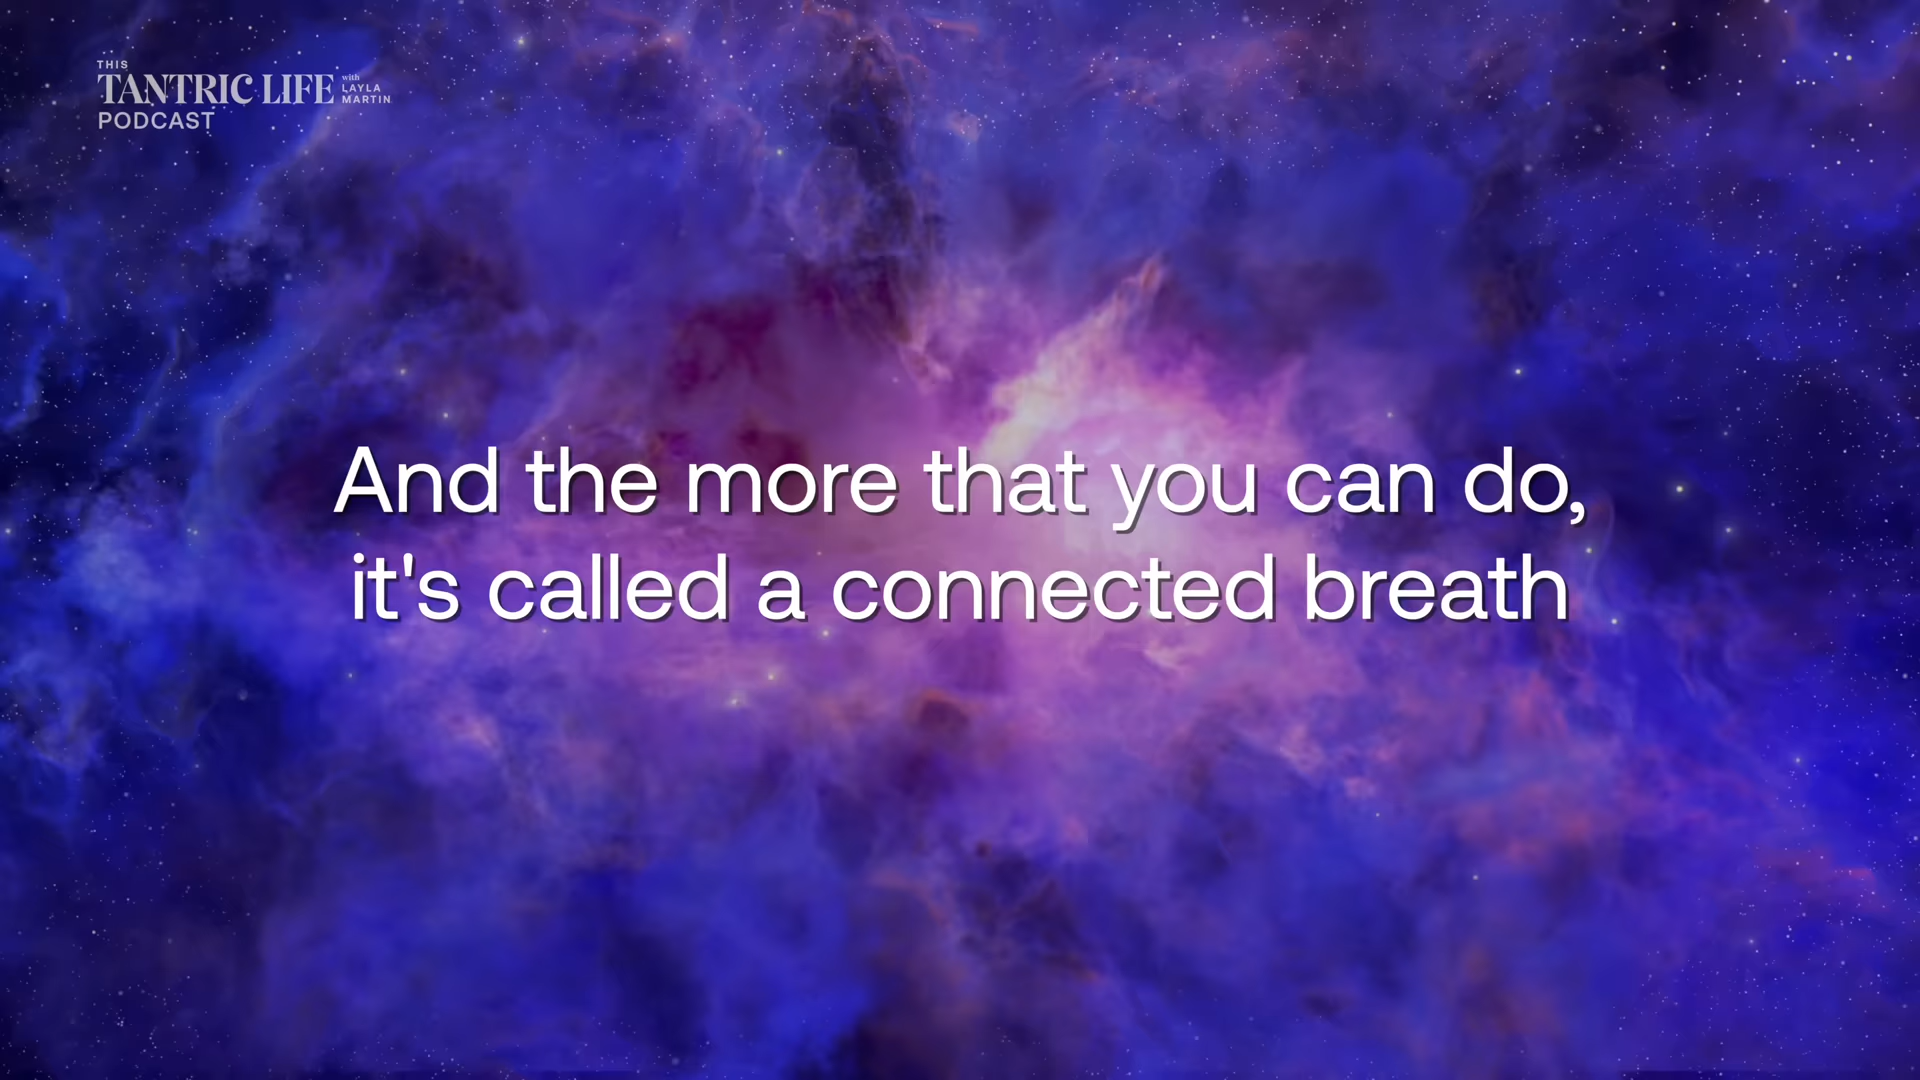 THIS
TANTRIC LIFE with LAYLA MARTIN
PODCAST
And the more that you can do,
it's called a connected breath